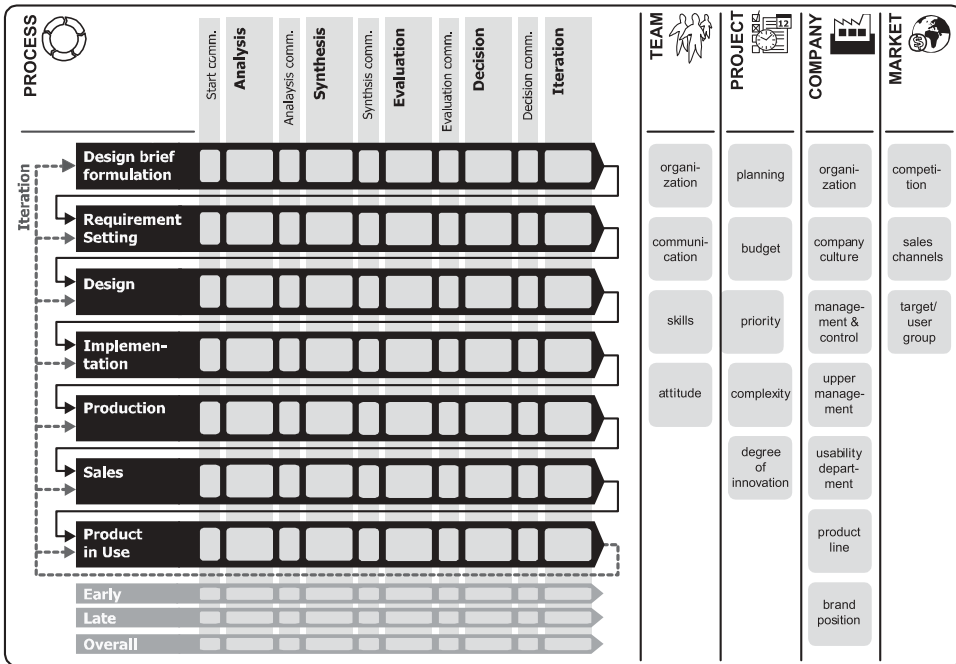 PROCESS
Start comm.
Analysis
Analaysis comm.
Synthesis
Synthsis comm.
Evaluation
Evaluation comm.
Decision
Decision comm.
Iteration
Iteration
Design brief
formulation
Requirement
Setting
Design
Implemen-
tation
Production
Sales
Product
in Use
Early
Late
Overall
TEAM
organi-
zation
communi-
cation
skills
attitude
PROJECT
12
planning
budget
priority
complexity
degree
of
innovation
COMPANY
organi-
zation
company
culture
manage-
ment &
control
upper
manage-
ment
usability
depart-
ment
product
line
brand
position
MARKET
competi-
tion
sales
channels
target/
user
group